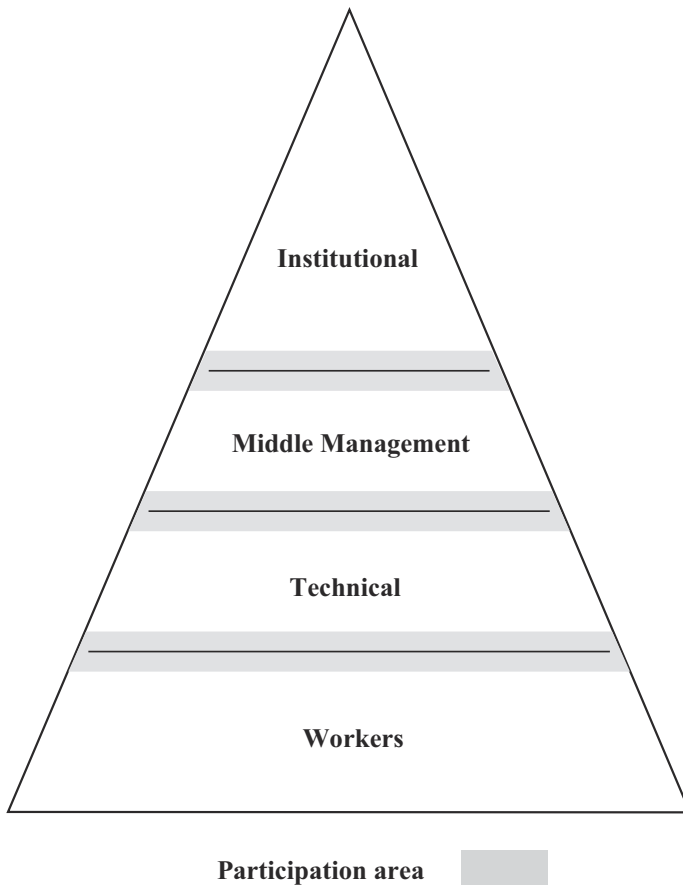 Institutional
Middle Management
Technical
Workers
Participation area